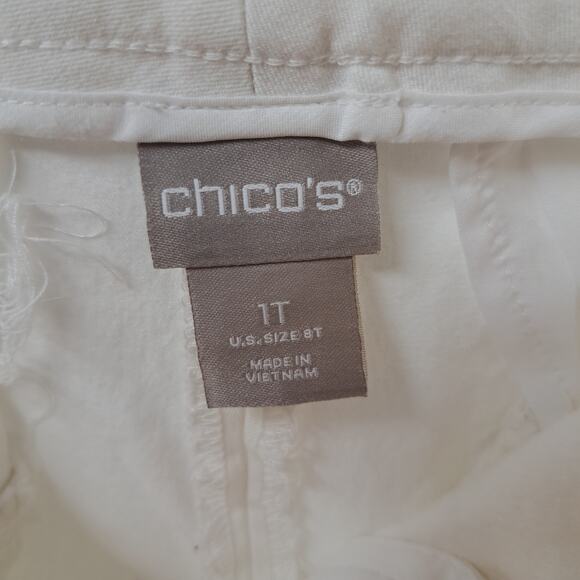 chico's®
1T
U.S. SIZE 8T
MADE IN
VIETNAM